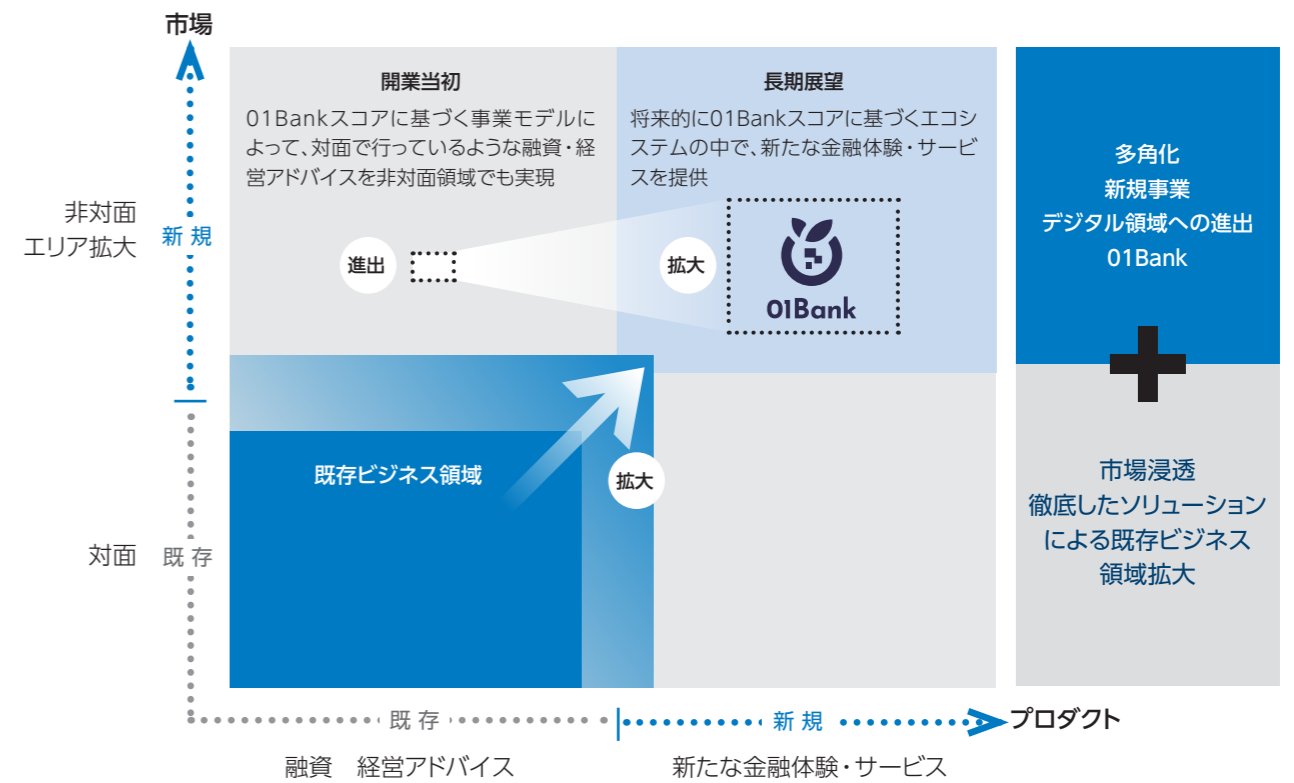 市場
開業当初
01Bankスコアに基づく事業モデルに
よって、対面で行っているような融資・経
営アドバイスを非対面領域でも実現
長期展望
将来的に01Bankスコアに基づくエコシ
ステムの中で、新たな金融体験・サービ
スを提供
多角化
新規事業
デジタル領域への進出
01Bank
非対面
エリア拡大
新規
進出
拡大
01Bank
既存ビジネス領域
拡大
市場浸透
徹底したソリューション
による既存ビジネス
領域拡大
対面
既存
既存
新規
プロダクト
融資　経営アドバイス
新たな金融体験・サービス